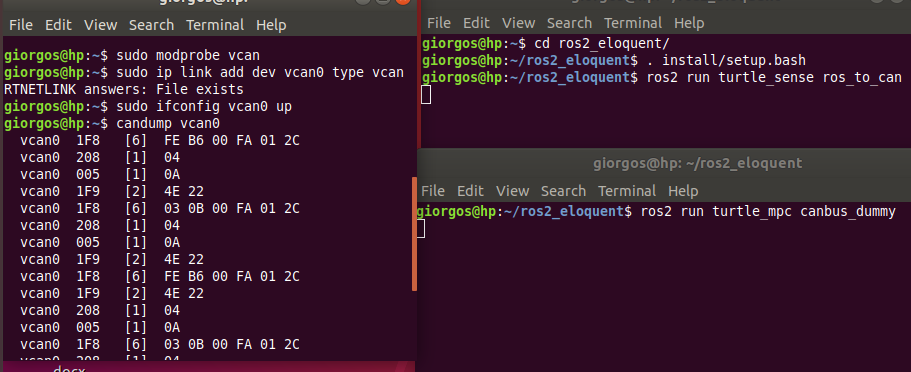 giorgos@hp: ~
File Edit View Search Terminal Help
giorgos@hp:~$ sudo modprobe vcan
giorgos@hp:~$ sudo ip link add dev vcan0 type vcan
RTNETLINK answers: File exists
giorgos@hp:~$ sudo ifconfig vcan0 up
giorgos@hp:~$ candump vcan0
vcan0 1F8 [6] FE B6 00 FA 01 2C
vcan0 208 [1] 04
vcan0 005 [1] 0A
vcan0 1F9 [2] 4E 22
vcan0 1F8 [6] 03 0B 00 FA 01 2C
vcan0 208 [1] 04
vcan0 005 [1] 0A
vcan0 1F9 [2] 4E 22
vcan0 1F8 [6] FE B6 00 FA 01 2C
vcan0 1F9 [2] 4E 22
vcan0 208 [1] 04
vcan0 005 [1] 0A
vcan0 1F8 [6] 03 0B 00 FA 01 2C
vcan0 208 [1] 04
docx
File Edit View Search Terminal Help
giorgos@hp:~$ cd ros2_eloquent/
giorgos@hp:~/ros2_eloquent$ . install/setup.bash
giorgos@hp:~/ros2_eloquent$ ros2 run turtle_sense ros_to_can
giorgos@hp: ~/ros2_eloquent
File Edit View Search Terminal Help
giorgos@hp:~/ros2_eloquent$ ros2 run turtle_mpc canbus_dummy